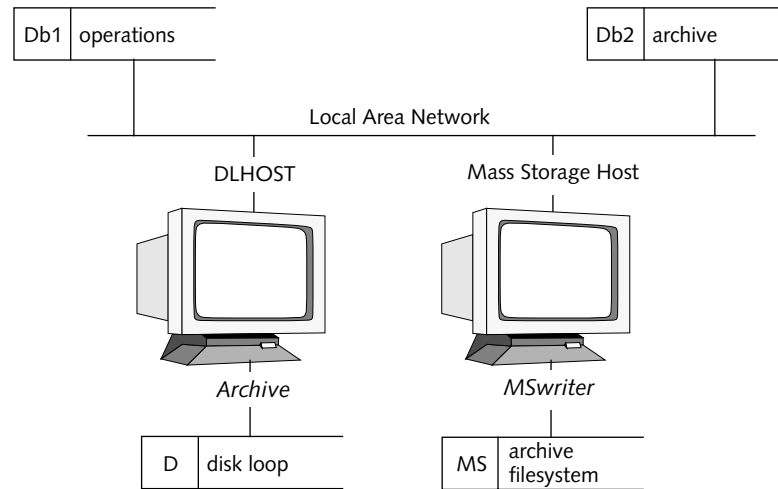 Db1 operations
Db2 archive
Local Area Network
DLHOST
Mass Storage Host
Archive
MSwriter
D disk loop
MS archive
filesystem